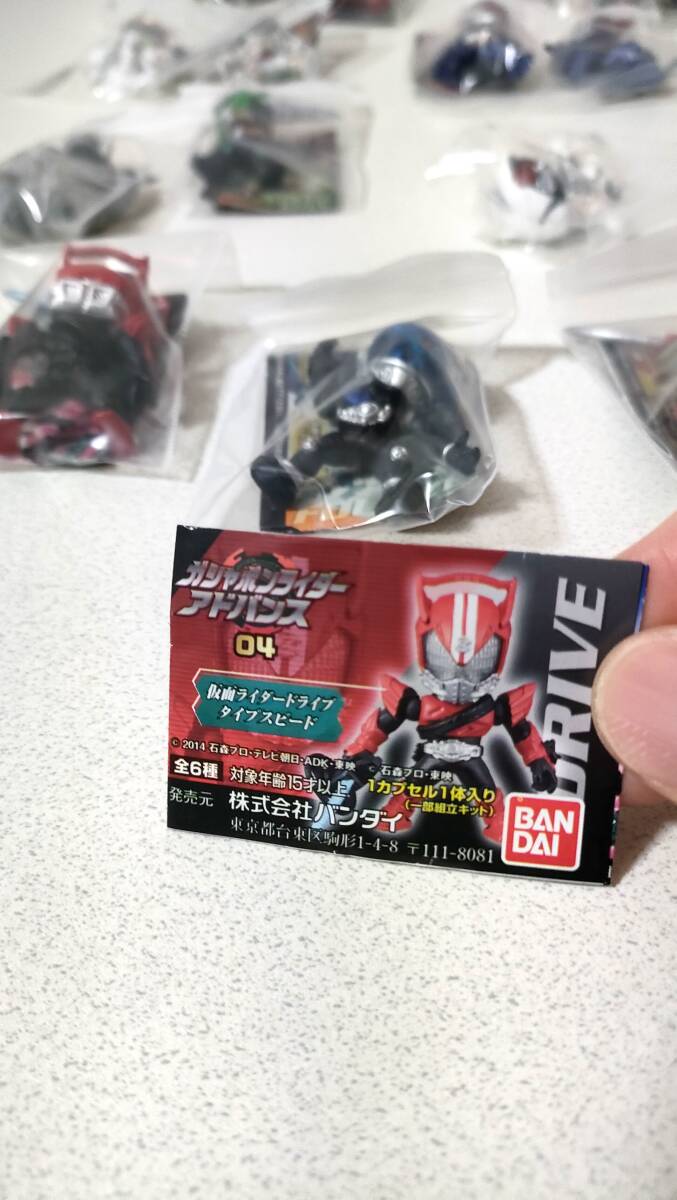 ガシャポンライダー
アドバンス
04
仮面ライダードライブ
タイプスピード
DRIVE
© 2014 石森プロ・テレビ朝日・ADK・東映
© 石森プロ・東映
全6種 対象年齢15才以上
1カプセル1体入り
(一部組立キット)
発売元 株式会社バンダイ
東京都台東区駒形1-4-8 〒111-8081
BAN
DAI